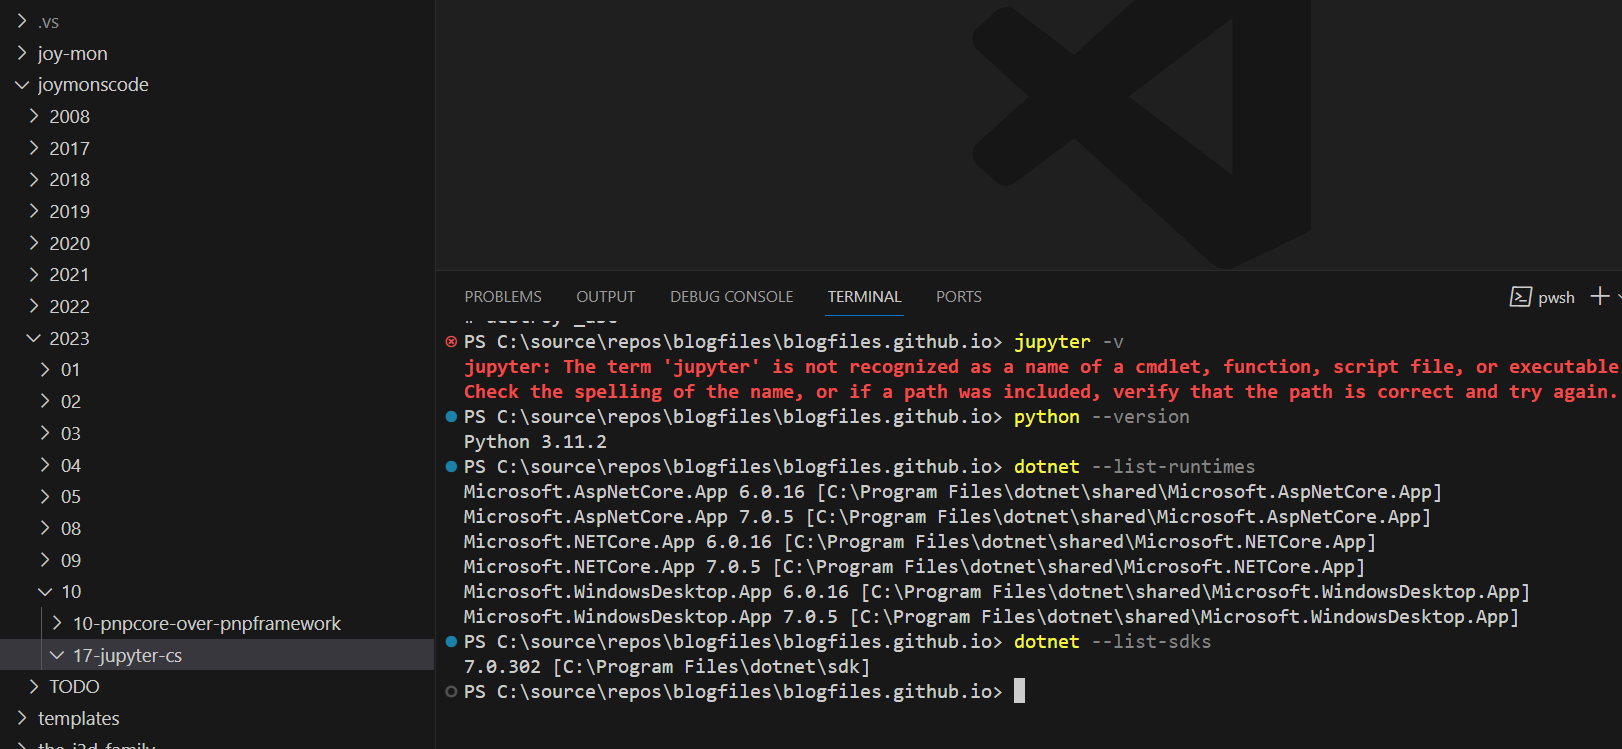 .vs
joy-mon
joymonscode
2008
2017
2018
2019
2020
2021
2022
2023
01
02
03
04
05
08
09
10
10-pnpcore-over-pnpframework
17-jupyter-cs
TODO
templates
PROBLEMS OUTPUT DEBUG CONSOLE TERMINAL PORTS
pwsh
PS C:\source\repos\blogfiles\blogfiles.github.io> jupyter -v
jupyter: The term 'jupyter' is not recognized as a name of a cmdlet, function, script file, or executable
Check the spelling of the name, or if a path was included, verify that the path is correct and try again.
PS C:\source\repos\blogfiles\blogfiles.github.io> python --version
Python 3.11.2
PS C:\source\repos\blogfiles\blogfiles.github.io> dotnet --list-runtimes
Microsoft.AspNetCore.App 6.0.16 [C:\Program Files\dotnet\shared\Microsoft.AspNetCore.App]
Microsoft.AspNetCore.App 7.0.5 [C:\Program Files\dotnet\shared\Microsoft.AspNetCore.App]
Microsoft.NETCore.App 6.0.16 [C:\Program Files\dotnet\shared\Microsoft.NETCore.App]
Microsoft.NETCore.App 7.0.5 [C:\Program Files\dotnet\shared\Microsoft.NETCore.App]
Microsoft.WindowsDesktop.App 6.0.16 [C:\Program Files\dotnet\shared\Microsoft.WindowsDesktop.App]
Microsoft.WindowsDesktop.App 7.0.5 [C:\Program Files\dotnet\shared\Microsoft.WindowsDesktop.App]
PS C:\source\repos\blogfiles\blogfiles.github.io> dotnet --list-sdks
7.0.302 [C:\Program Files\dotnet\sdk]
PS C:\source\repos\blogfiles\blogfiles.github.io>